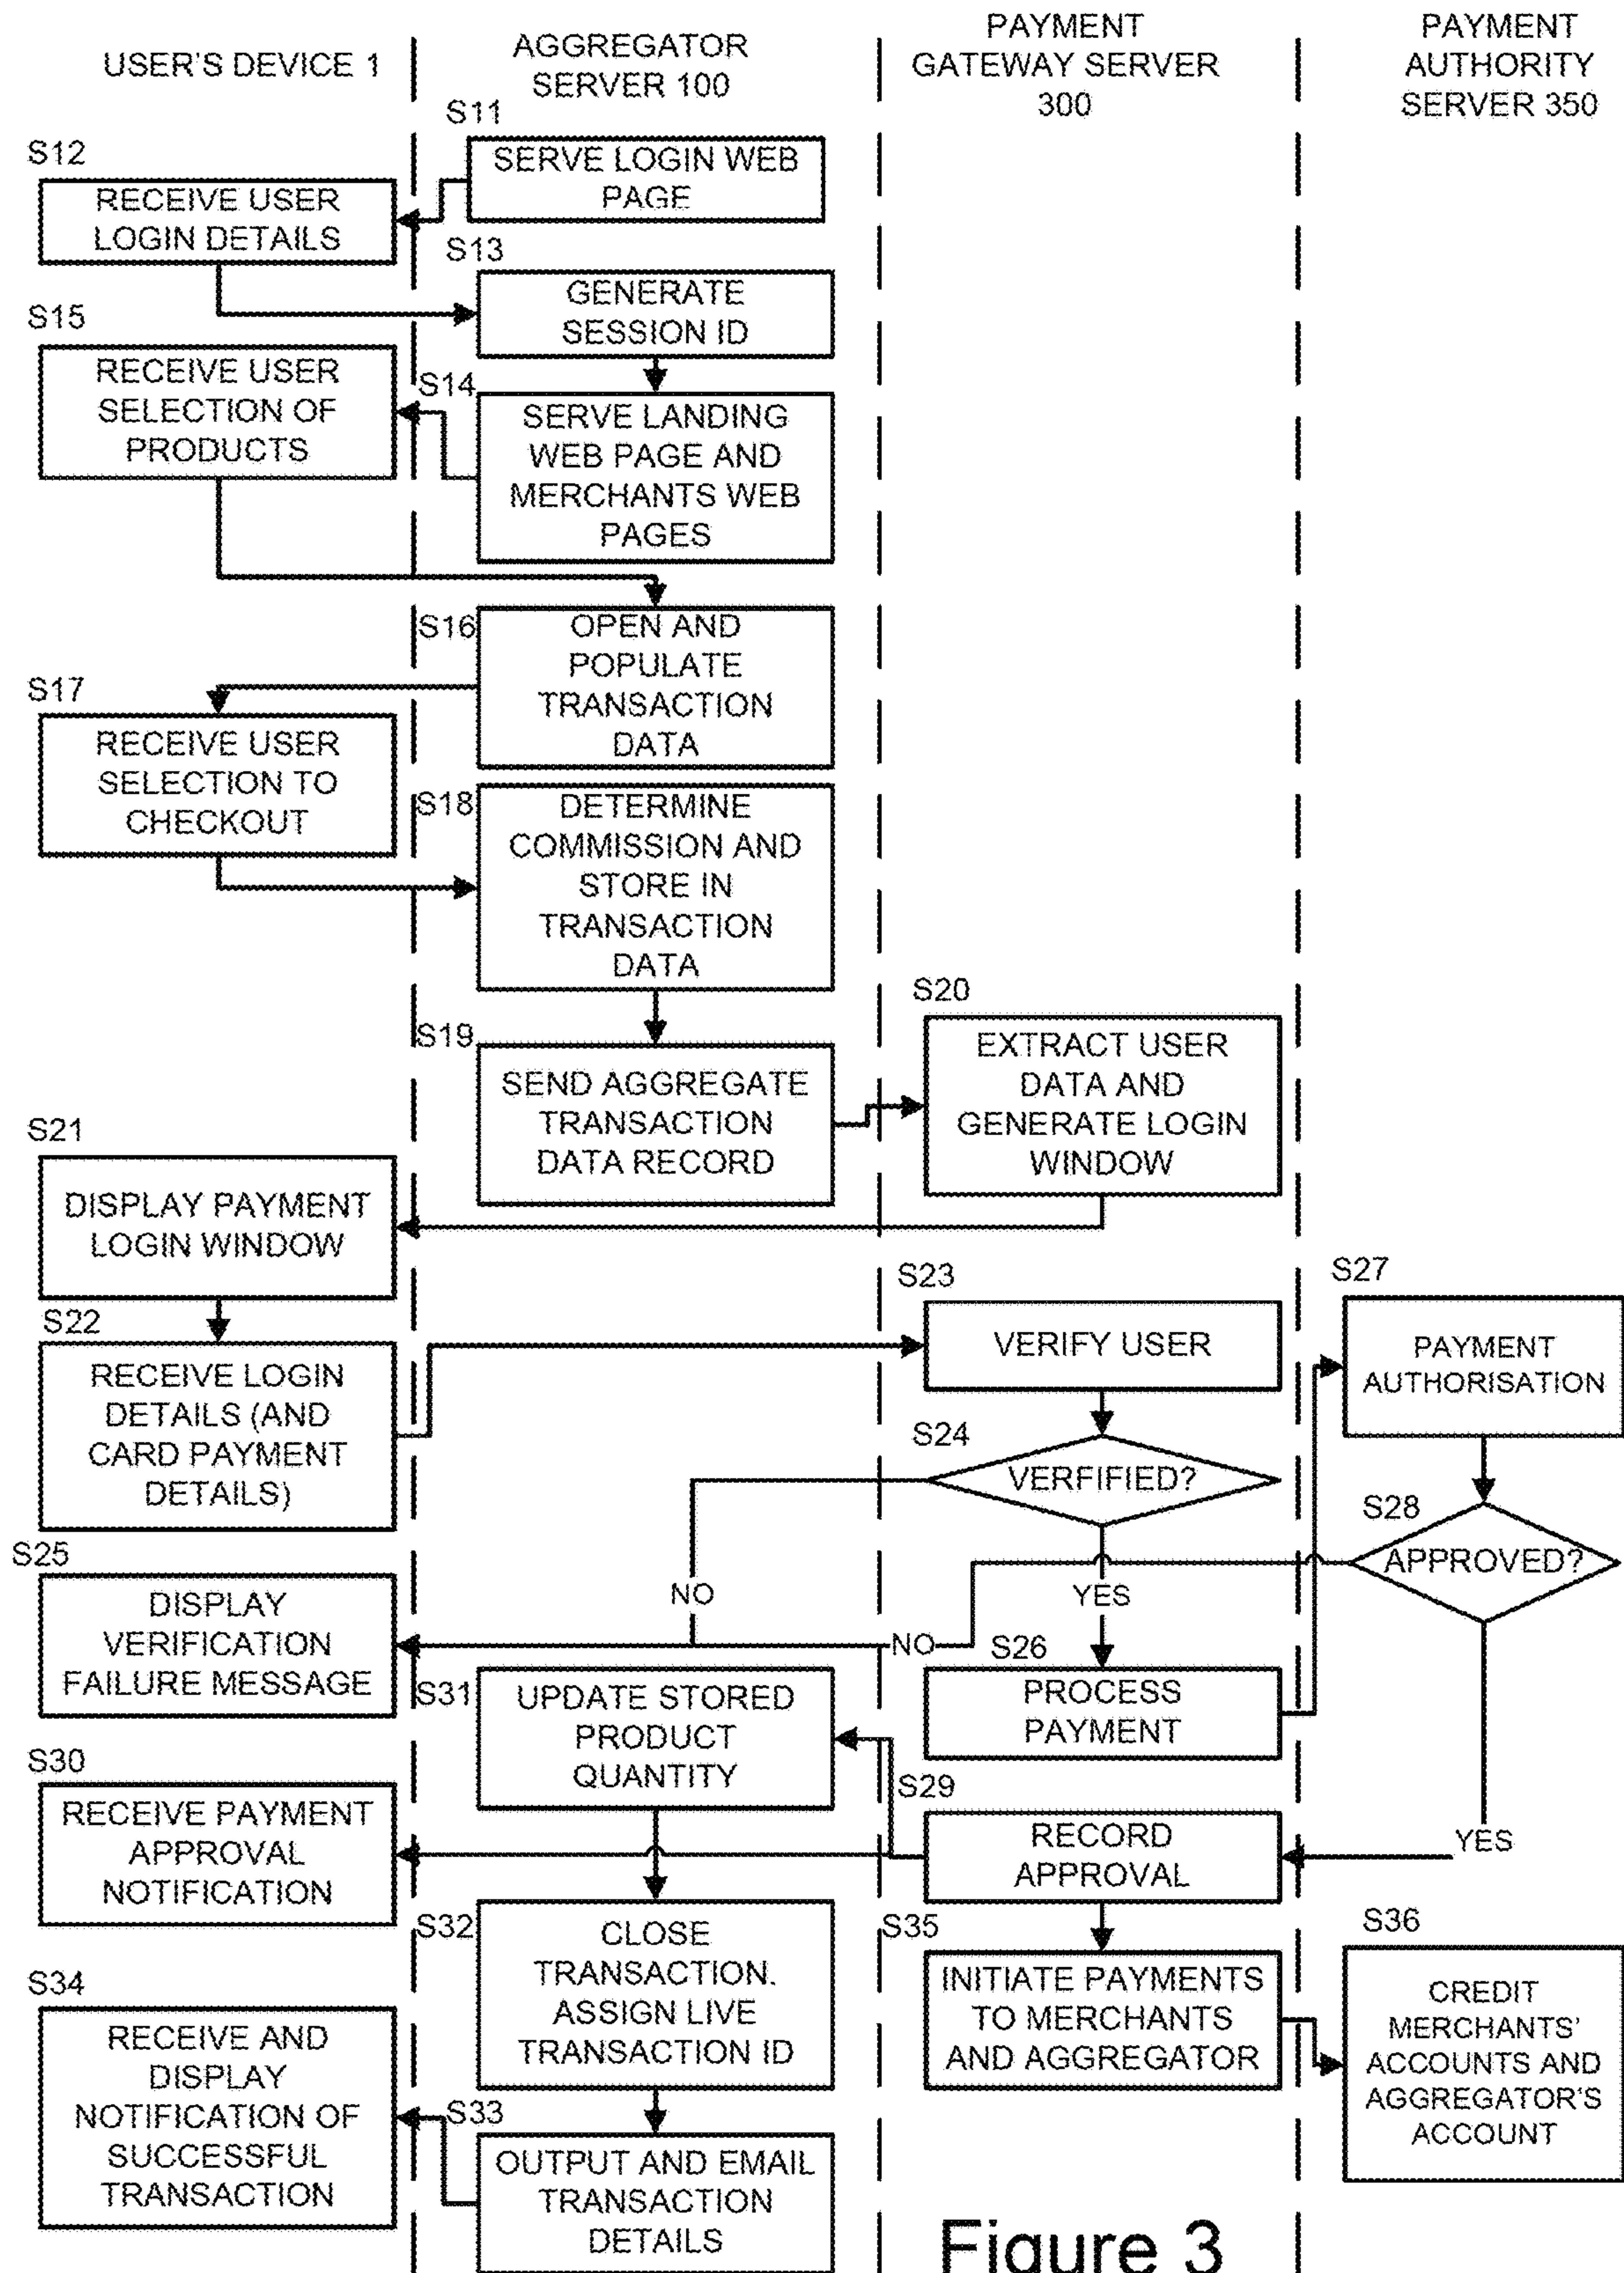 USER'S DEVICE 1
AGGREGATOR
SERVER 100
PAYMENT
GATEWAY SERVER
300
PAYMENT
AUTHORITY
SERVER 350
S11
SERVE LOGIN WEB
PAGE
S12
RECEIVE USER
LOGIN DETAILS
S13
GENERATE
SESSION ID
S14
SERVE LANDING
WEB PAGE AND
MERCHANTS WEB
PAGES
S15
RECEIVE USER
SELECTION OF
PRODUCTS
S16
OPEN AND
POPULATE
TRANSACTION
DATA
S17
RECEIVE USER
SELECTION TO
CHECKOUT
S18
DETERMINE
COMMISSION AND
STORE IN
TRANSACTION
DATA
S19
SEND AGGREGATE
TRANSACTION
DATA RECORD
S20
EXTRACT USER
DATA AND
GENERATE LOGIN
WINDOW
S21
DISPLAY PAYMENT
LOGIN WINDOW
S22
RECEIVE LOGIN
DETAILS (AND
CARD PAYMENT
DETAILS)
S23
VERIFY USER
S24
VERFIFIED?
NO
YES
S25
DISPLAY
VERIFICATION
FAILURE MESSAGE
S26
PROCESS
PAYMENT
S27
PAYMENT
AUTHORISATION
S28
APPROVED?
NO
YES
S29
RECORD
APPROVAL
S30
RECEIVE PAYMENT
APPROVAL
NOTIFICATION
S31
UPDATE STORED
PRODUCT
QUANTITY
S32
CLOSE
TRANSACTION.
ASSIGN LIVE
TRANSACTION ID
S33
OUTPUT AND EMAIL
TRANSACTION
DETAILS
S34
RECEIVE AND
DISPLAY
NOTIFICATION OF
SUCCESSFUL
TRANSACTION
S35
INITIATE PAYMENTS
TO MERCHANTS
AND AGGREGATOR
S36
CREDIT
MERCHANTS'
ACCOUNTS AND
AGGREGATOR'S
ACCOUNT
Figure 3